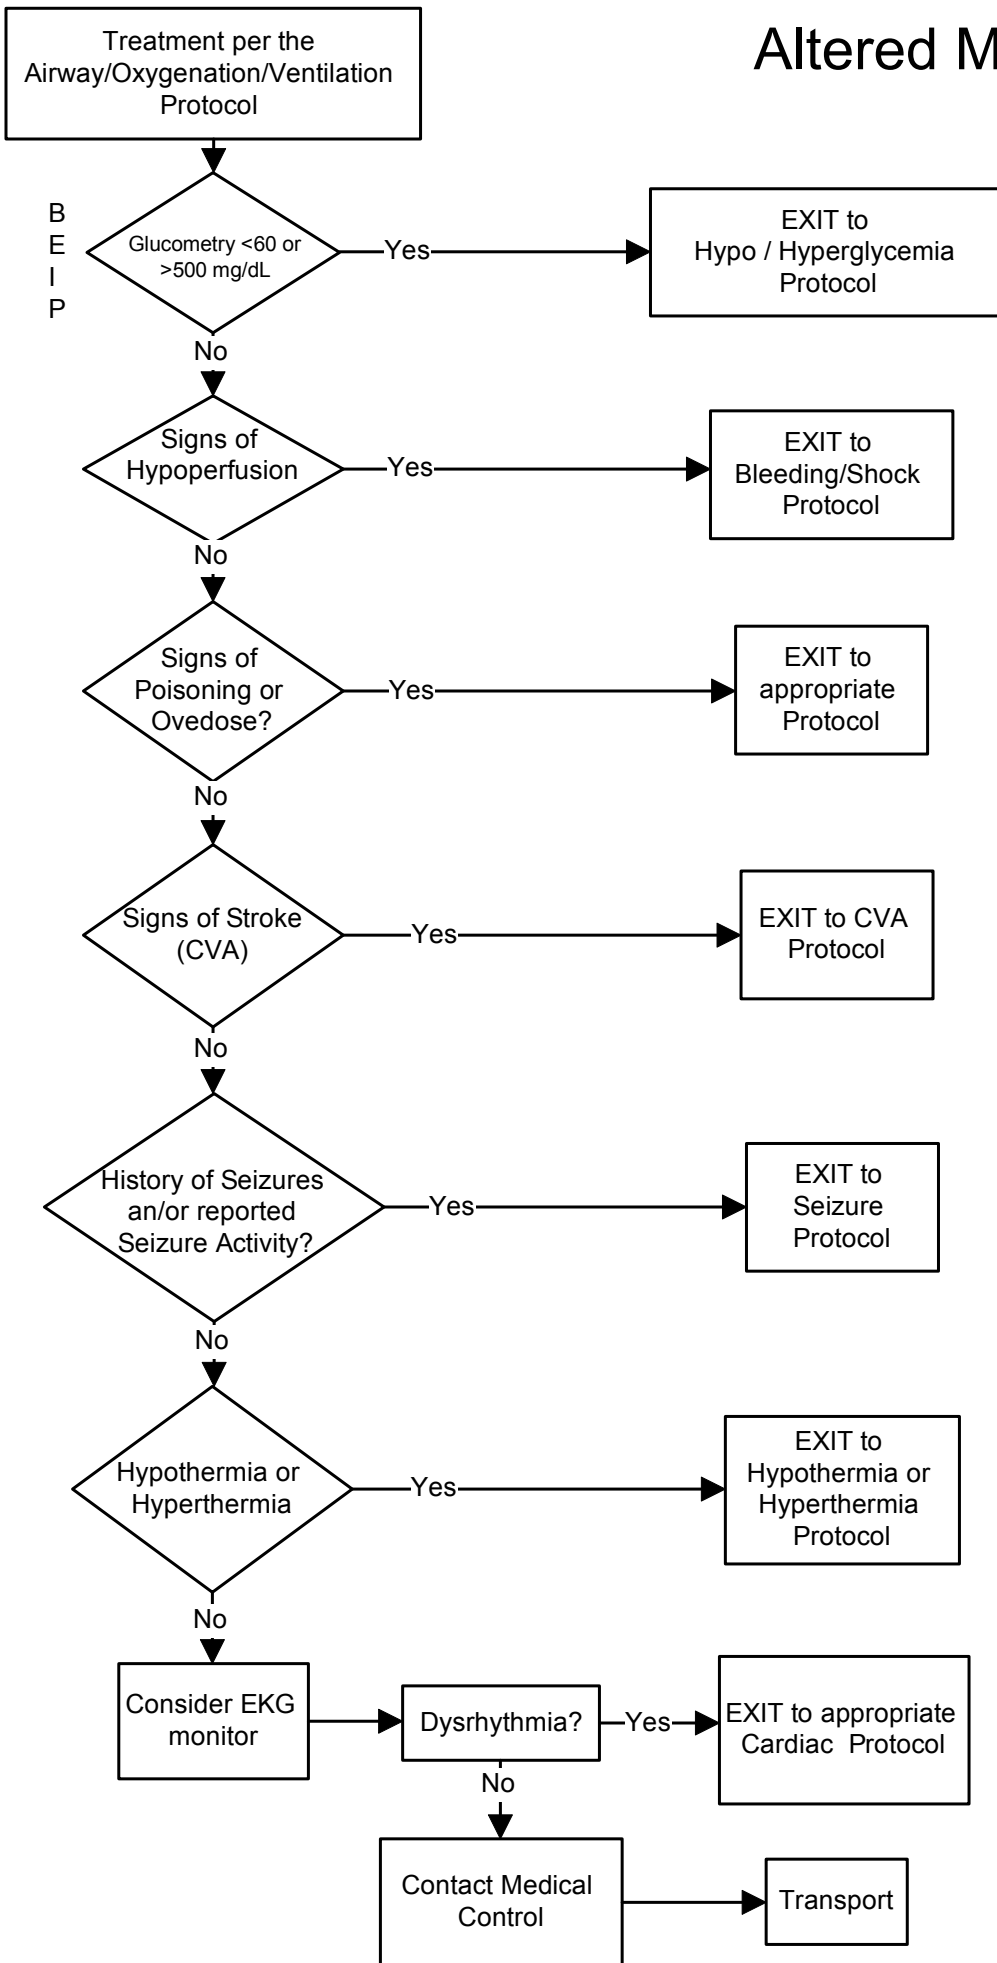 Altered M
Treatment per the
Airway/Oxygenation/Ventilation
Protocol
B
E
I
P
Glucometry <60 or
>500 mg/dL
Yes
EXIT to
Hypo / Hyperglycemia
Protocol
No
Signs of
Hypoperfusion
Yes
EXIT to
Bleeding/Shock
Protocol
No
Signs of
Poisoning or
Ovedose?
Yes
EXIT to
appropriate
Protocol
No
Signs of Stroke
(CVA)
Yes
EXIT to CVA
Protocol
No
History of Seizures
an/or reported
Seizure Activity?
Yes
EXIT to
Seizure
Protocol
No
Hypothermia or
Hyperthermia
Yes
EXIT to
Hypothermia or
Hyperthermia
Protocol
No
Consider EKG
monitor
Dysrhythmia?
Yes
EXIT to appropriate
Cardiac Protocol
No
Contact Medical
Control
Transport